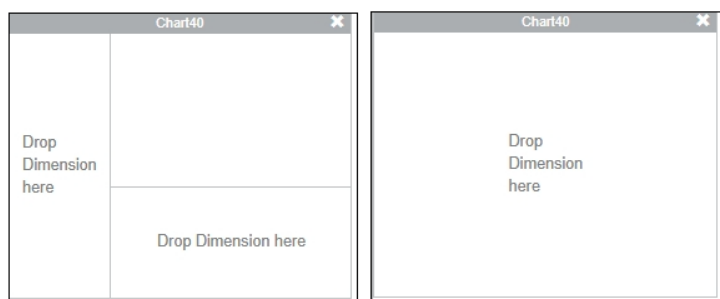 Chart40 ✖
Drop
Dimension
here
Drop Dimension here
Chart40 ✖
Drop
Dimension
here